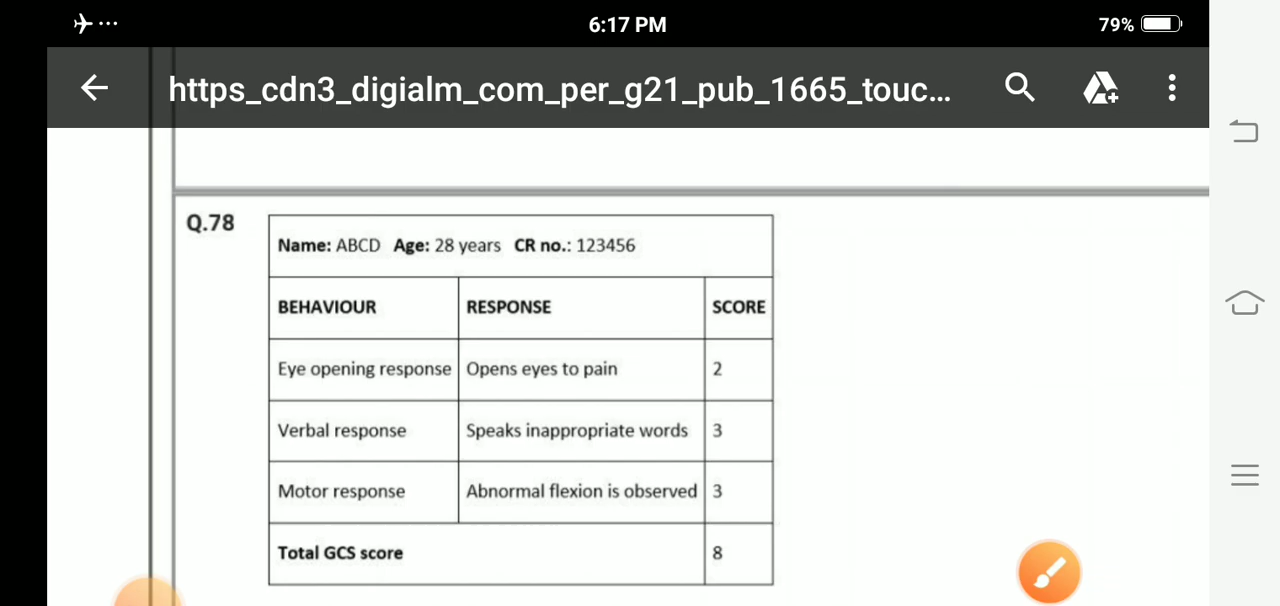 6:17 PM
79%
https_cdn3_digialm_com_per_g21_pub_1665_touc...
Q.78
Name: ABCD Age: 28 years CR no.: 123456
BEHAVIOUR RESPONSE SCORE
Eye opening response Opens eyes to pain 2
Verbal response Speaks inappropriate words 3
Motor response Abnormal flexion is observed 3
Total GCS score 8